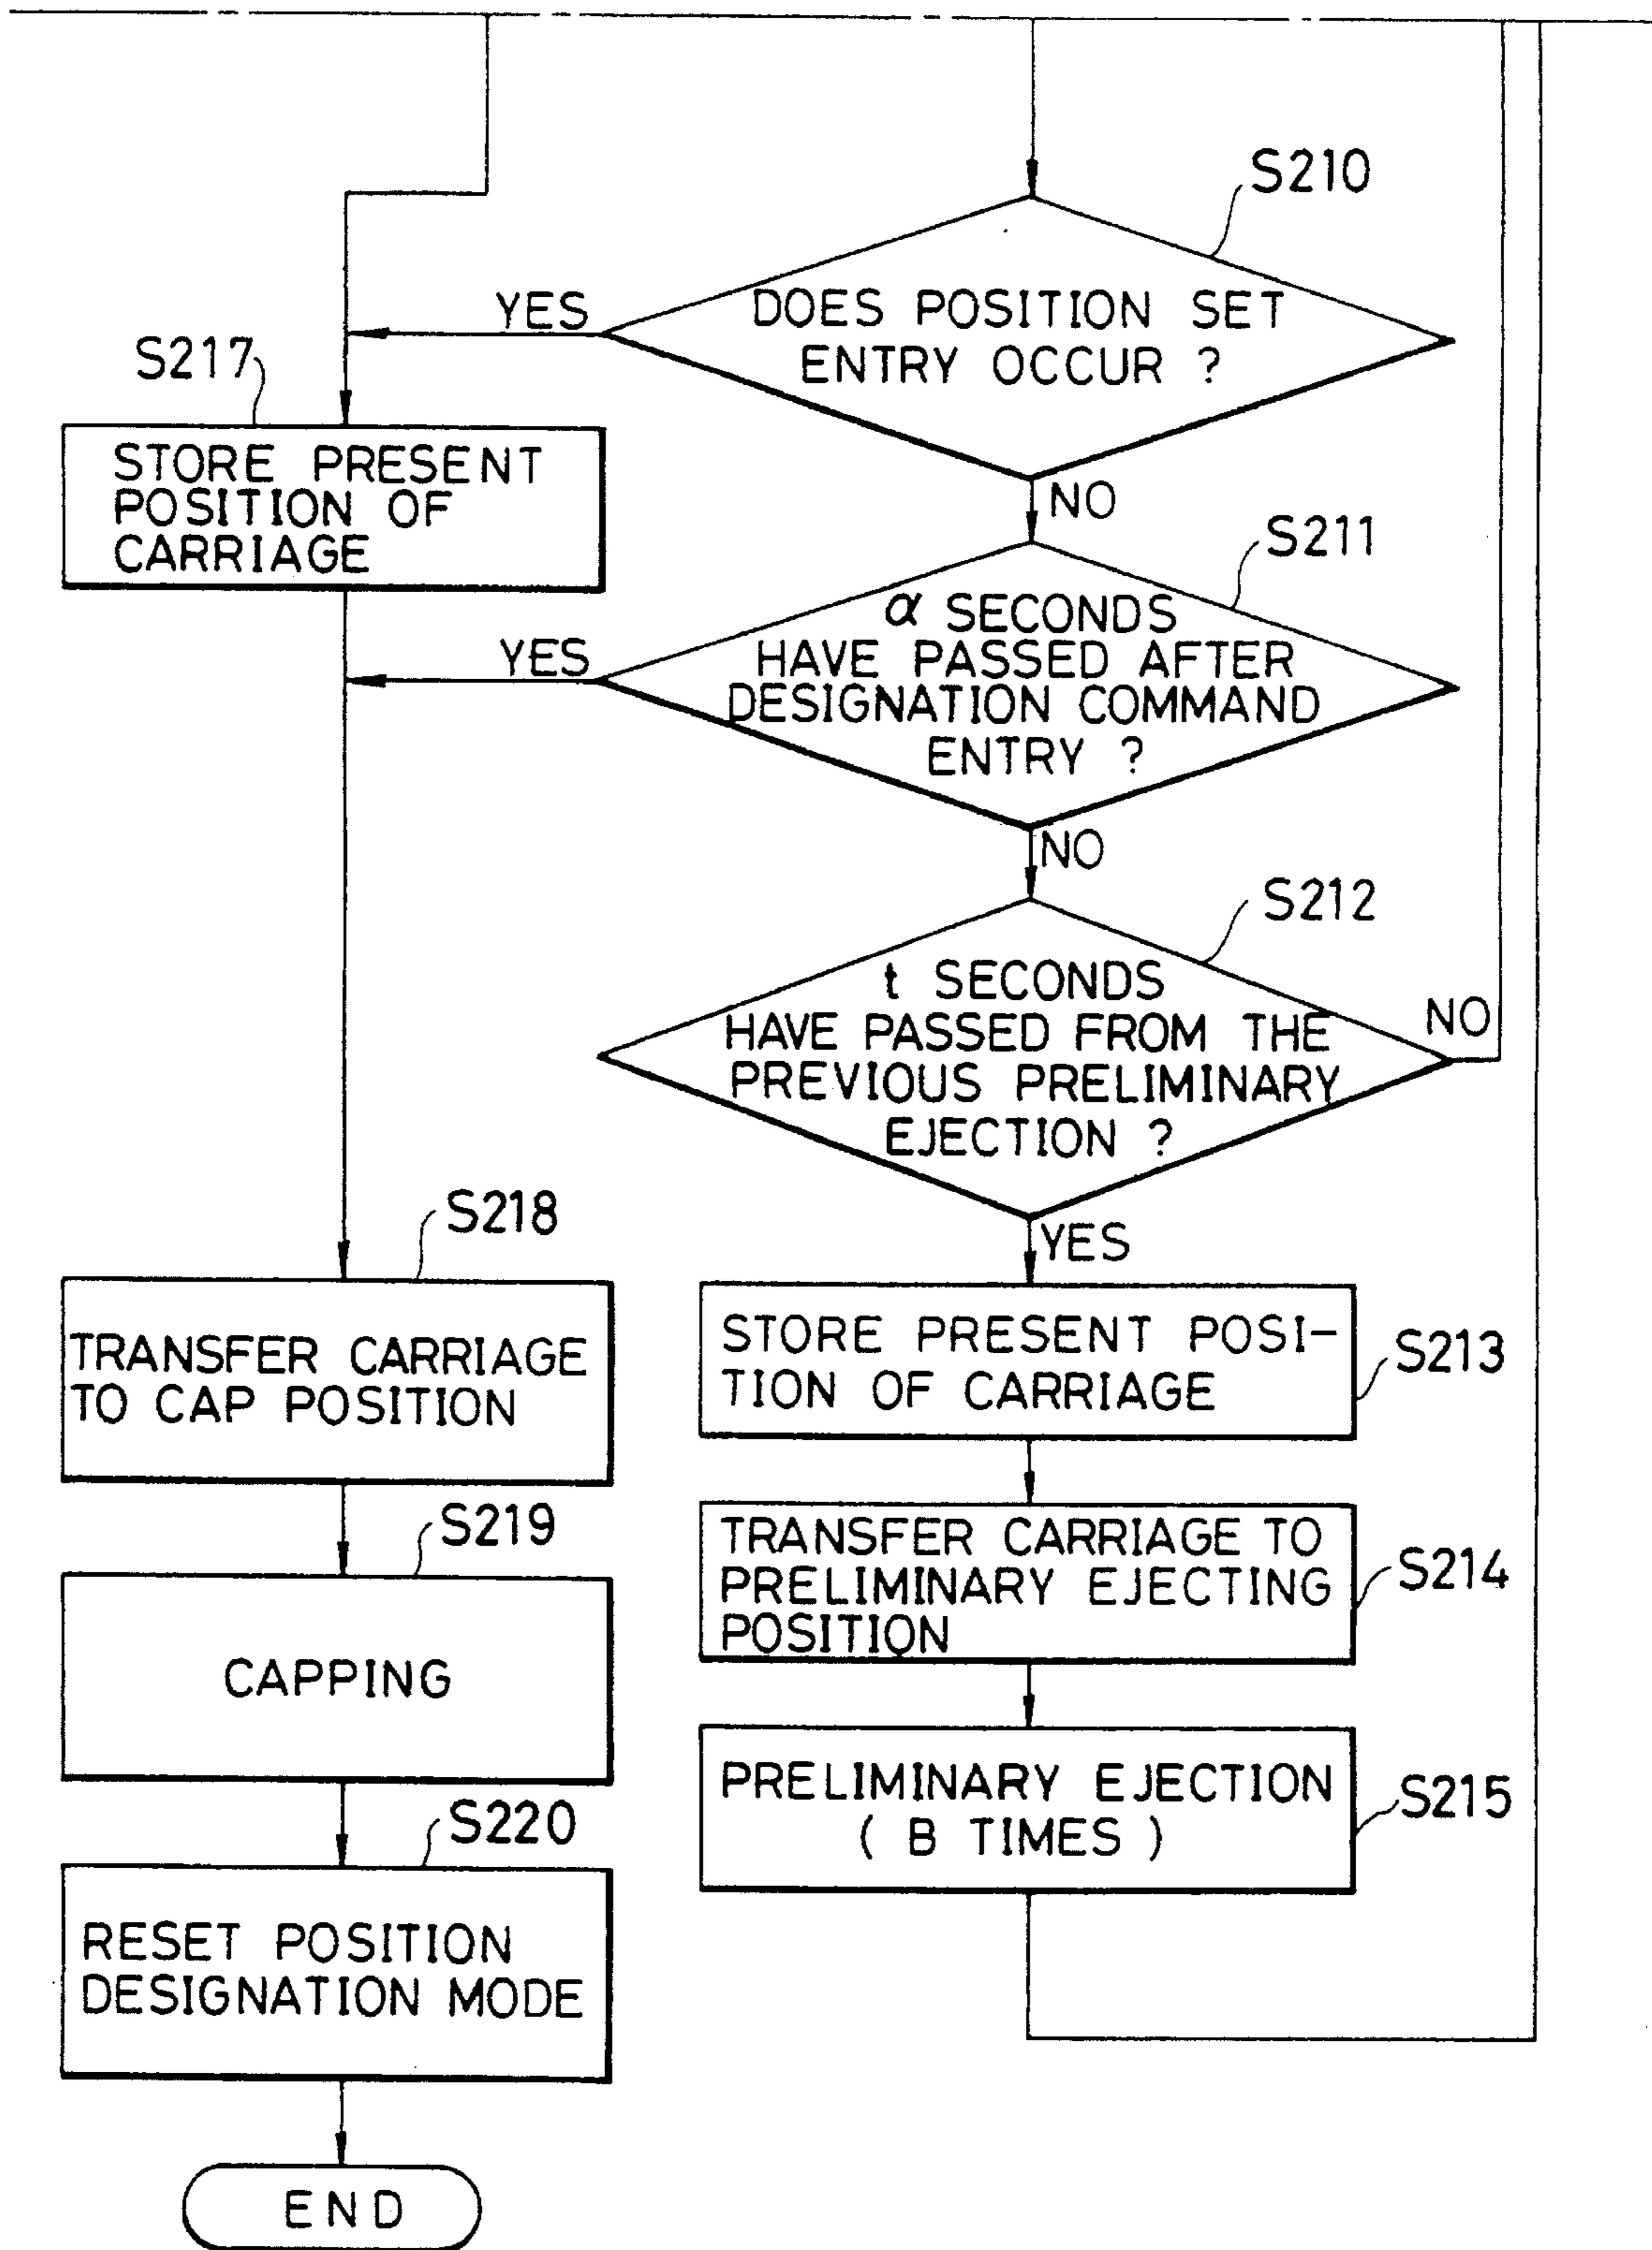 S210
DOES POSITION SET
ENTRY OCCUR ?
YES
NO
S217
STORE PRESENT
POSITION OF
CARRIAGE
S211
α SECONDS
HAVE PASSED AFTER
DESIGNATION COMMAND
ENTRY ?
YES
NO
S212
t SECONDS
HAVE PASSED FROM THE
PREVIOUS PRELIMINARY
EJECTION ?
NO
YES
S218
TRANSFER CARRIAGE
TO CAP POSITION
S213
STORE PRESENT POSI-
TION OF CARRIAGE
S219
CAPPING
S214
TRANSFER CARRIAGE TO
PRELIMINARY EJECTING
POSITION
S215
PRELIMINARY EJECTION
( B TIMES )
S220
RESET POSITION
DESIGNATION MODE
END